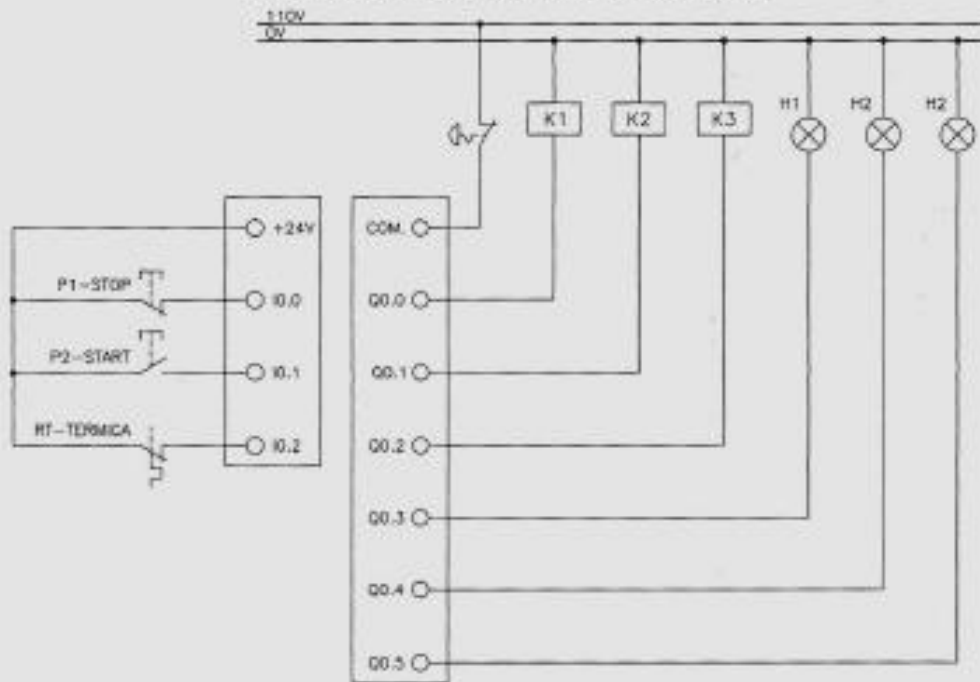 110V
0V
K1
K2
K3
H1
H2
H2
+24V
COM.
P1-STOP
I0.0
Q0.0
P2-START
I0.1
Q0.1
RT-TERMICA
I0.2
Q0.2
Q0.3
Q0.4
Q0.5